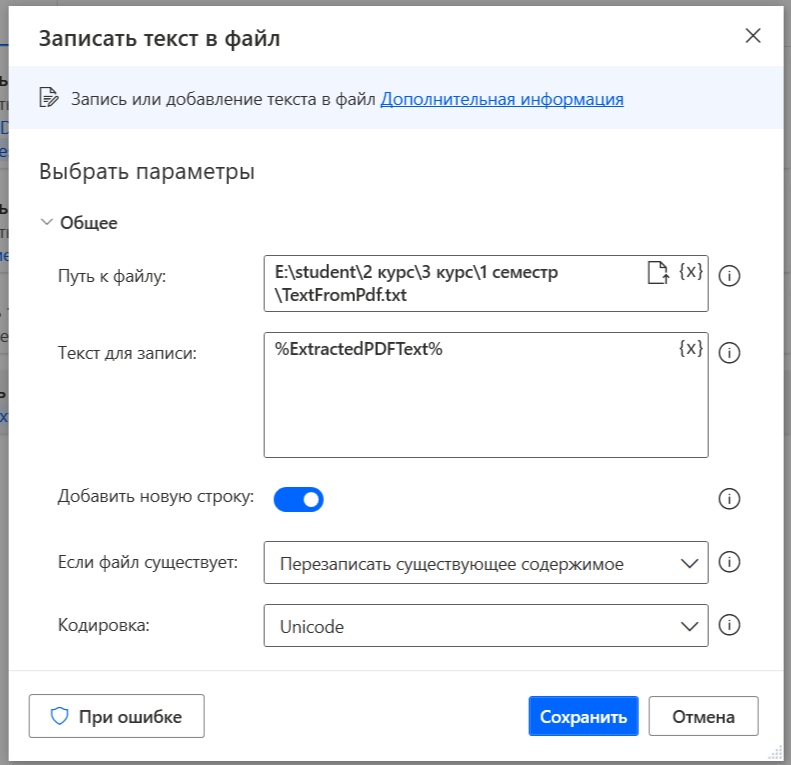 Записать текст в файл
Запись или добавление текста в файл Дополнительная информация
Выбрать параметры
Общее
Путь к файлу:
E:\student\2 курс\3 курс\1 семестр
\TextFromPdf.txt
{x}
Текст для записи:
%ExtractedPDFText%
{x}
Добавить новую строку:
Если файл существует:
Перезаписать существующее содержимое
Кодировка:
Unicode
При ошибке
Сохранить
Отмена